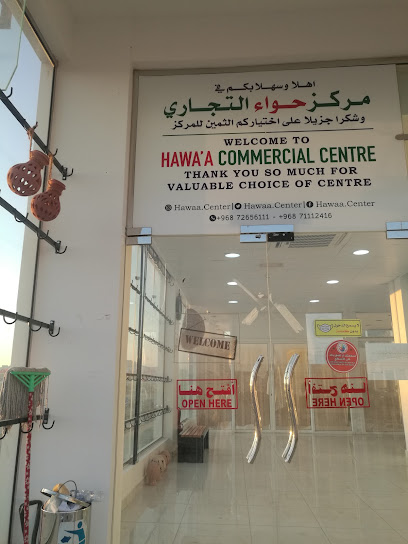 اهلا وسهلا بكم في
مركز حواء التجاري
وشكرا جزيلا على اختياركم الثمين للمركز
WELCOME TO
HAWA'A COMMERCIAL CENTRE
THANK YOU SO MUCH FOR
VALUABLE CHOICE OF CENTRE
Hawaa.Center | Hawaa.Center | Hawaa.Center
+968 72656111 - +968 71112416
WELCOME
افتح هنا
OPEN HERE
افتح هنا
OPEN HERE